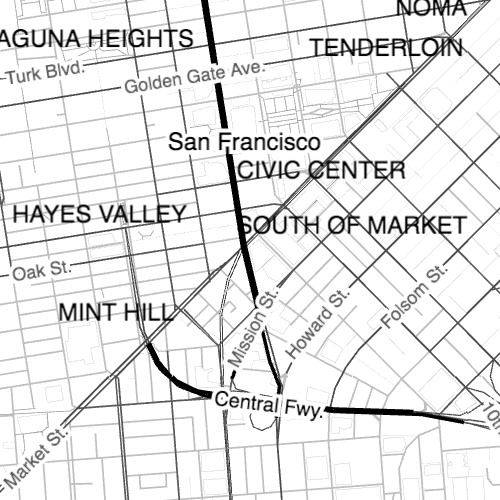 NOMA
AGUNA HEIGHTS
TENDERLOIN
Turk Blvd.
Golden Gate Ave.
San Francisco
CIVIC CENTER
HAYES VALLEY
SOUTH OF MARKET
Oak St.
Folsom St.
MINT HILL
Mission St.
Howard St.
Central Fwy.
Market St.